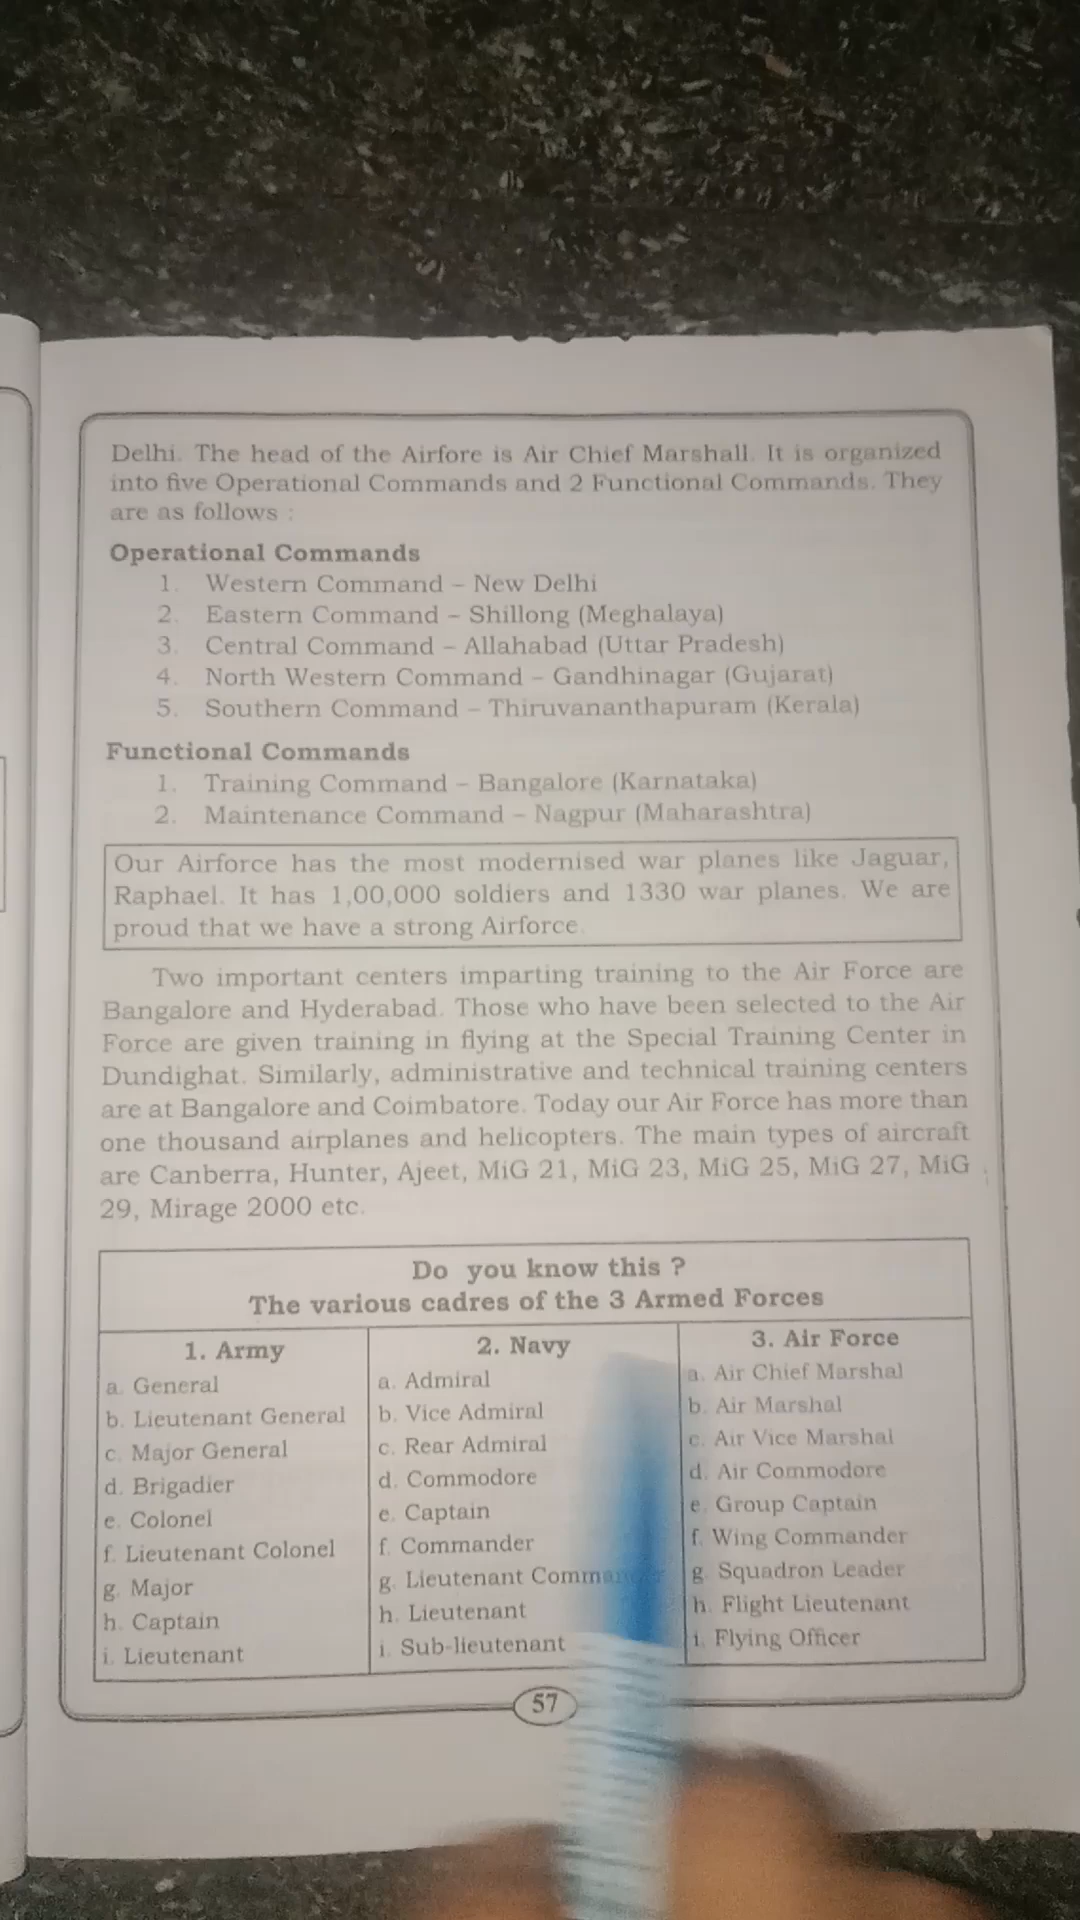 Delhi. The head of the Airfore is Air Chief Marshall. It is organized
into five Operational Commands and 2 Functional Commands. They
are as follows :
Operational Commands
1. Western Command – New Delhi
2. Eastern Command – Shillong (Meghalaya)
3. Central Command – Allahabad (Uttar Pradesh)
4. North Western Command – Gandhinagar (Gujarat)
5. Southern Command – Thiruvananthapuram (Kerala)
Functional Commands
1. Training Command – Bangalore (Karnataka)
2. Maintenance Command – Nagpur (Maharashtra)
Our Airforce has the most modernised war planes like Jaguar,
Raphael. It has 1,00,000 soldiers and 1330 war planes. We are
proud that we have a strong Airforce.
Two important centers imparting training to the Air Force are
Bangalore and Hyderabad. Those who have been selected to the Air
Force are given training in flying at the Special Training Center in
Dundighat. Similarly, administrative and technical training centers
are at Bangalore and Coimbatore. Today our Air Force has more than
one thousand airplanes and helicopters. The main types of aircraft
are Canberra, Hunter, Ajeet, MiG 21, MiG 23, MiG 25, MiG 27, MiG
29, Mirage 2000 etc.
Do you know this ?
The various cadres of the 3 Armed Forces
1. Army
a. General
b. Lieutenant General
c. Major General
d. Brigadier
e. Colonel
f. Lieutenant Colonel
g. Major
h. Captain
i. Lieutenant
2. Navy
a. Admiral
b. Vice Admiral
c. Rear Admiral
d. Commodore
e. Captain
f. Commander
g. Lieutenant
h. Lieutenant
i. Sub-lieutenant
3. Air Force
a. Air Chief Marshal
b. Air Marshal
c. Air Vice Marshal
d. Air Commodore
e. Group Captain
f. Wing Commander
g. Squadron Leader
h. Flight Lieutenant
i. Flying Officer
57